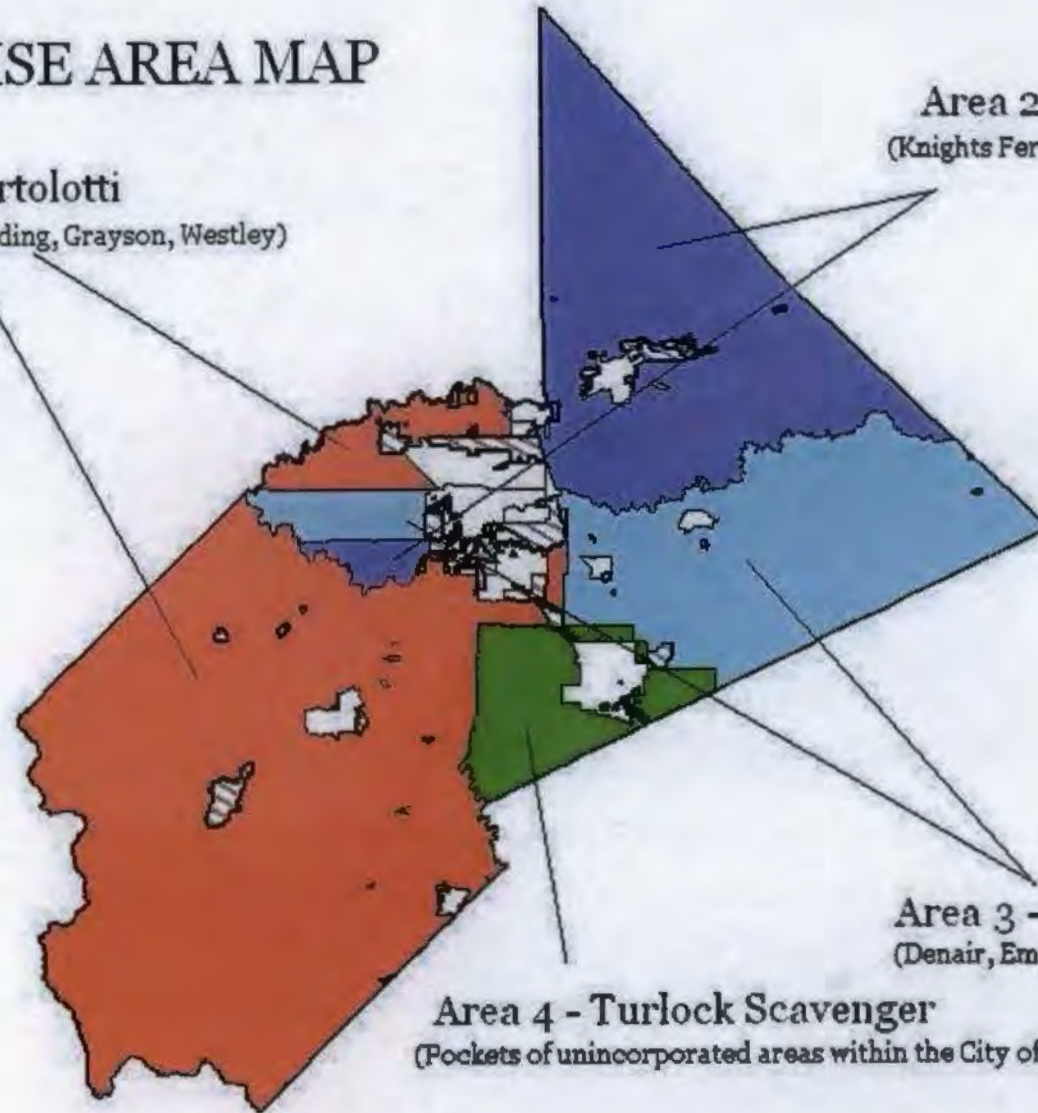 ISE AREA MAP
Area 2
(Knights Fer
rtolotti
ding, Grayson, Westley)
Area 3 -
(Denair, Em
Area 4 - Turlock Scavenger
(Pockets of unincorporated areas within the City of